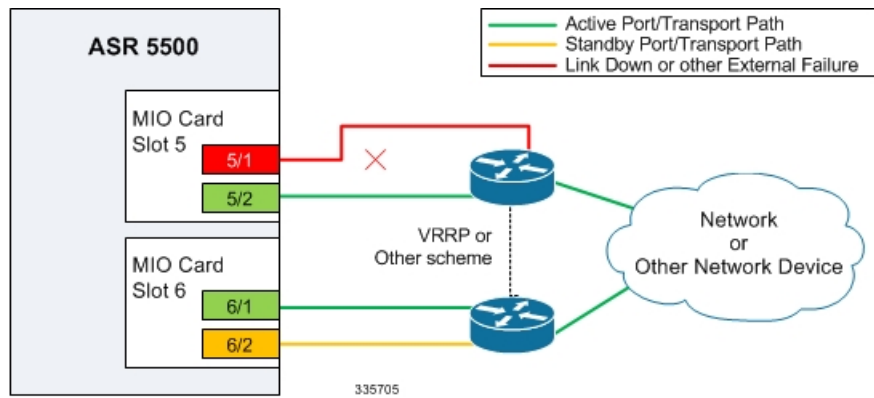 ASR 5500
Active Port/Transport Path
Standby Port/Transport Path
Link Down or other External Failure
MIO Card
Slot 5
5/1
5/2
VRRP or
Other scheme
Network
or
Other Network Device
MIO Card
Slot 6
6/1
6/2
335705